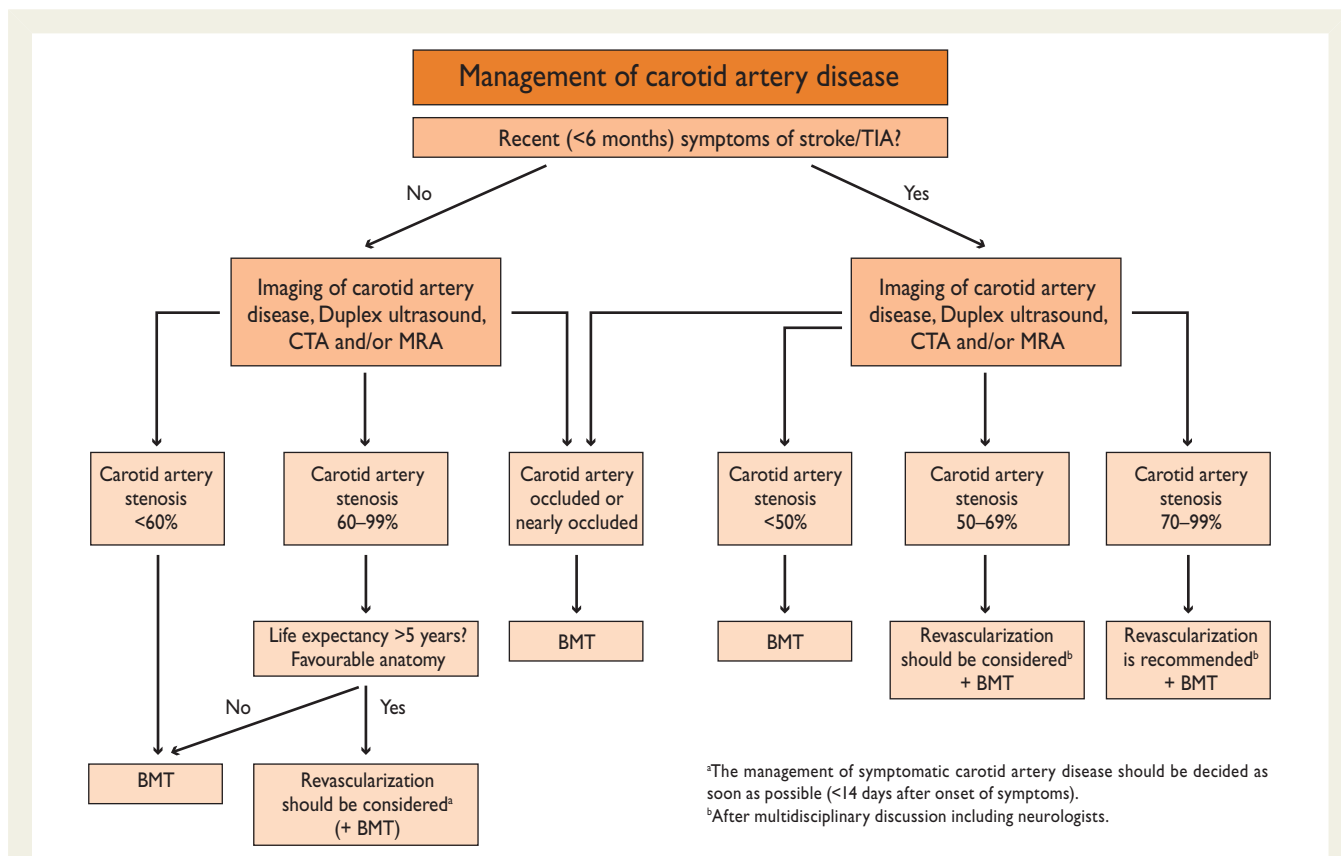 Management of carotid artery disease
Recent (<6 months) symptoms of stroke/TIA?
No
Yes
Imaging of carotid artery
disease, Duplex ultrasound,
CTA and/or MRA
Imaging of carotid artery
disease, Duplex ultrasound,
CTA and/or MRA
Carotid artery
stenosis
<60%
Carotid artery
stenosis
60–99%
Carotid artery
occluded or
nearly occluded
Carotid artery
stenosis
<50%
Carotid artery
stenosis
50–69%
Carotid artery
stenosis
70–99%
Life expectancy >5 years?
Favourable anatomy
BMT
BMT
Revascularization
should be consideredᵇ
+ BMT
Revascularization
is recommendedᵇ
+ BMT
No
Yes
BMT
Revascularization
should be consideredᵃ
(+ BMT)
ᵃThe management of symptomatic carotid artery disease should be decided as
soon as possible (<14 days after onset of symptoms).
ᵇAfter multidisciplinary discussion including neurologists.